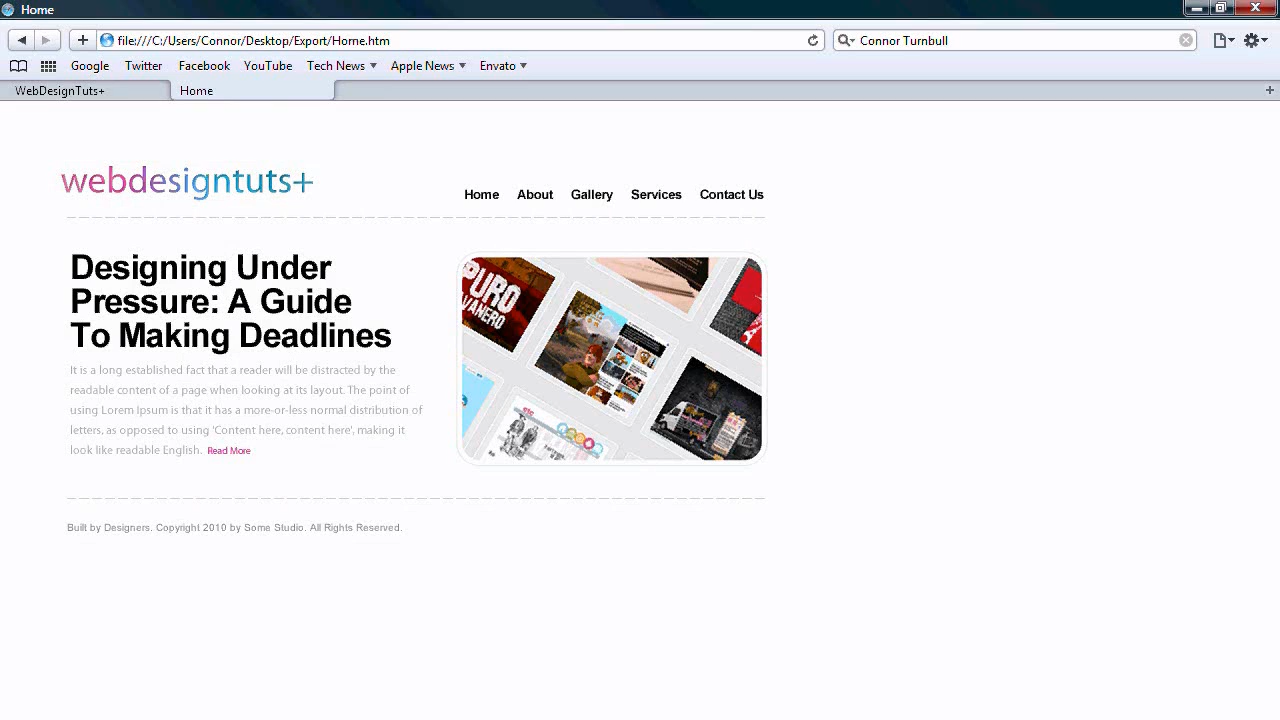 Home
file:///C:/Users/Connor/Desktop/Export/Home.htm
Connor Turnbull
Google Twitter Facebook YouTube Tech News Apple News Envato
WebDesignTuts+ Home
webdesigntuts+
Home About Gallery Services Contact Us
Designing Under
Pressure: A Guide
To Making Deadlines
It is a long established fact that a reader will be distracted by the
readable content of a page when looking at its layout. The point of
using Lorem Ipsum is that it has a more-or-less normal distribution of
letters, as opposed to using 'Content here, content here', making it
look like readable English. Read More
PURO
Built by Designers. Copyright 2010 by Some Studio. All Rights Reserved.